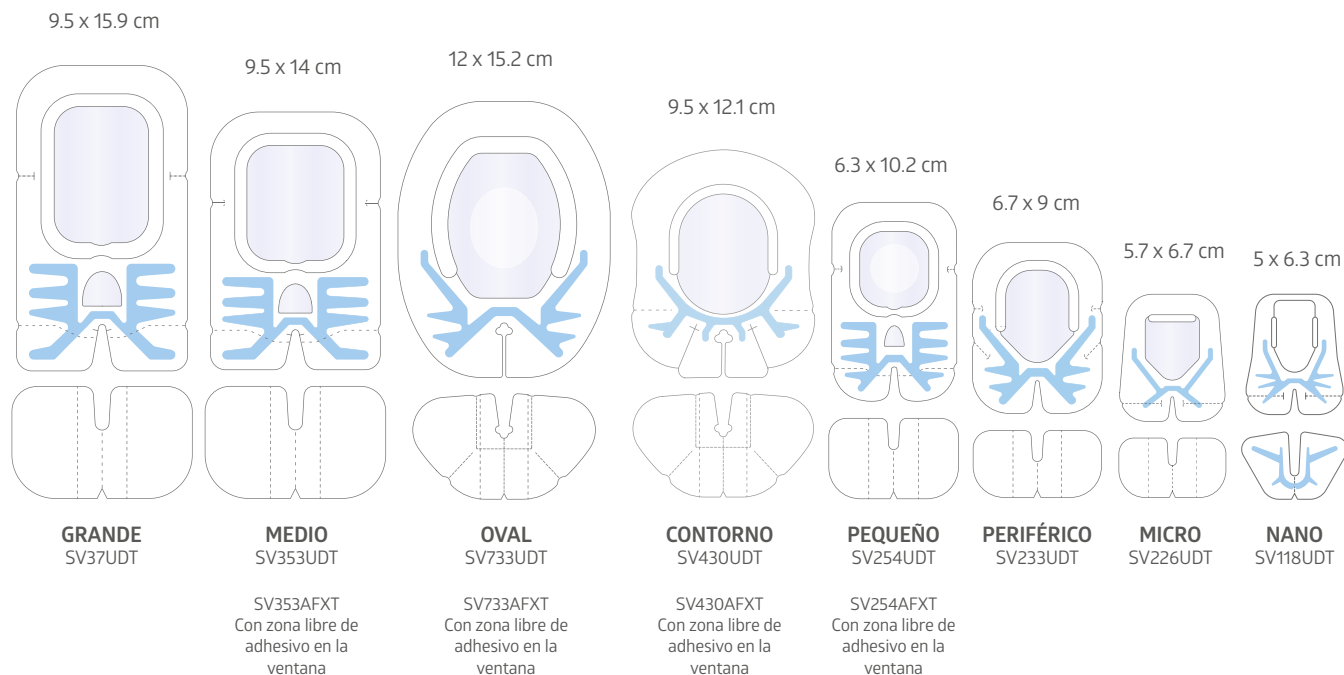 9.5 x 15.9 cm
9.5 x 14 cm
12 x 15.2 cm
9.5 x 12.1 cm
6.3 x 10.2 cm
6.7 x 9 cm
5.7 x 6.7 cm
5 x 6.3 cm
GRANDE
SV37UDT
MEDIO
SV353UDT
SV353AFXT
Con zona libre de
adhesivo en la
ventana
OVAL
SV733UDT
SV733AFXT
Con zona libre de
adhesivo en la
ventana
CONTORNO
SV430UDT
SV430AFXT
Con zona libre de
adhesivo en la
ventana
PEQUEÑO
SV254UDT
SV254AFXT
Con zona libre de
adhesivo en la
ventana
PERIFÉRICO
SV233UDT
MICRO
SV226UDT
NANO
SV118UDT